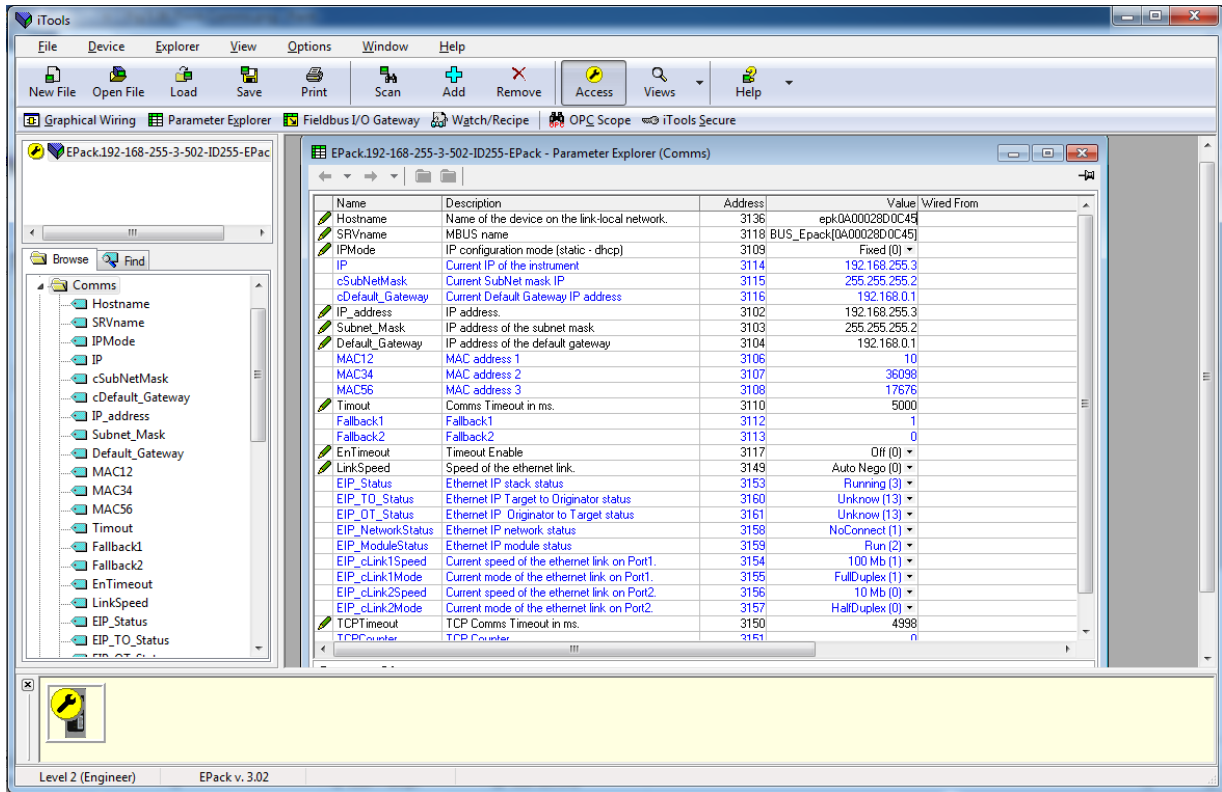 iTools
File Device Explorer View Options Window Help
New File Open File Load Save Print Scan Add Remove Access Views Help
Graphical Wiring Parameter Explorer Fieldbus I/O Gateway Watch/Recipe OPC Scope iTools Secure
EPack.192-168-255-3-502-ID255-EPac
Browse Find
Comms
Hostname
SRVname
IPMode
IP
cSubNetMask
cDefault_Gateway
IP_address
Subnet_Mask
Default_Gateway
MAC12
MAC34
MAC56
Timout
Fallback1
Fallback2
EnTimeout
LinkSpeed
EIP_Status
EIP_TO_Status
EPack.192-168-255-3-502-ID255-EPack - Parameter Explorer (Comms)
Name Description Address Value Wired From
Hostname Name of the device on the link-local network. 3136 epk0A00028D0C45
SRVname MBUS name 3118 BUS_Epack[0A00028D0C45]
IPMode IP configuration mode (static - dhcp) 3109 Fixed (0)
IP Current IP of the instrument 3114 192.168.255.3
cSubNetMask Current SubNet mask IP 3115 255.255.255.2
cDefault_Gateway Current Default Gateway IP address 3116 192.168.0.1
IP_address IP address. 3102 192.168.255.3
Subnet_Mask IP address of the subnet mask 3103 255.255.255.2
Default_Gateway IP address of the default gateway 3104 192.168.0.1
MAC12 MAC address 1 3106 10
MAC34 MAC address 2 3107 36098
MAC56 MAC address 3 3108 17676
Timout Comms Timeout in ms. 3110 5000
Fallback1 Fallback1 3112 1
Fallback2 Fallback2 3113 0
EnTimeout Timeout Enable 3117 Off (0)
LinkSpeed Speed of the ethernet link. 3149 Auto Nego (0)
EIP_Status Ethernet IP stack status 3153 Running (3)
EIP_TO_Status Ethernet IP Target to Originator status 3160 Unknow (13)
EIP_OT_Status Ethernet IP Originator to Target status 3161 Unknow (13)
EIP_NetworkStatus Ethernet IP network status 3158 NoConnect (1)
EIP_ModuleStatus Ethernet IP module status 3159 Run (2)
EIP_cLink1Speed Current speed of the ethernet link on Port1. 3154 100 Mb (1)
EIP_cLink1Mode Current mode of the ethernet link on Port1. 3155 FullDuplex (1)
EIP_cLink2Speed Current speed of the ethernet link on Port2. 3156 10 Mb (0)
EIP_cLink2Mode Current mode of the ethernet link on Port2. 3157 HalfDuplex (0)
TCPTimeout TCP Comms Timeout in ms. 3150 4998
TCPCounter TCP Counter 3151 0
Level 2 (Engineer) EPack v. 3.02